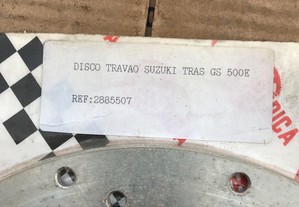 DISCO TRAVAO SUZUKI TRAS GS 500E
REF:2885507